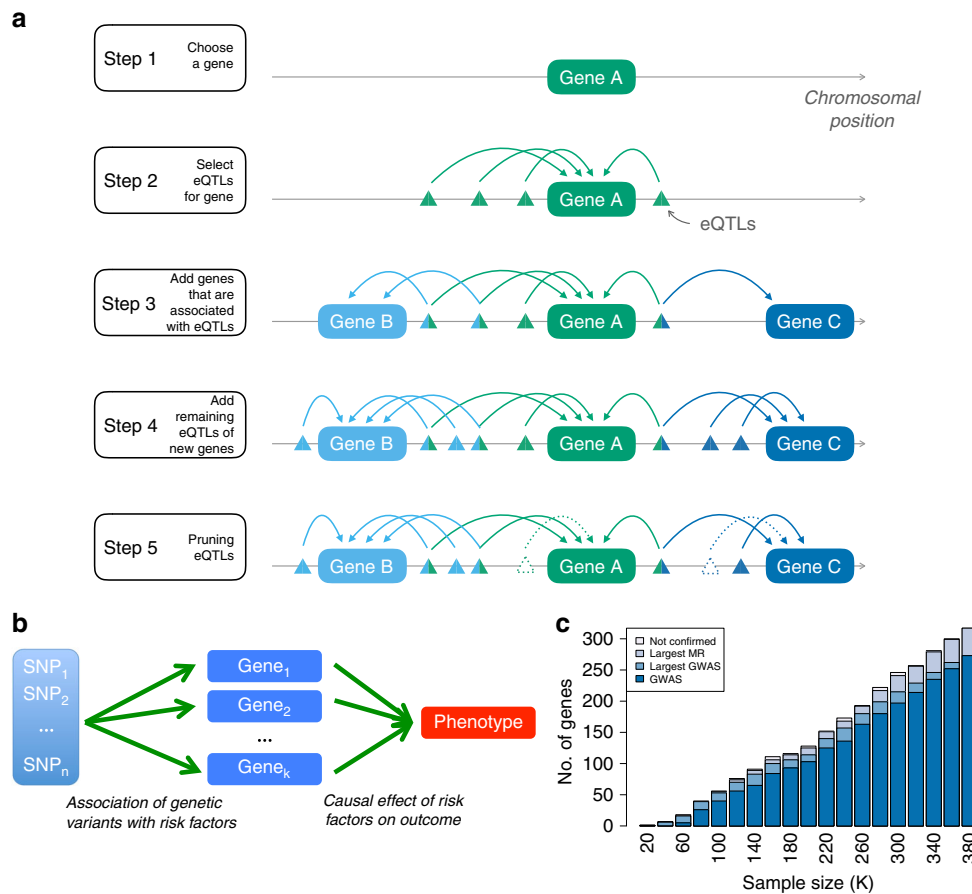 a
Step 1
Choose
a gene
Gene A
Chromosomal
position
Step 2
Select
eQTLs
for gene
Gene A
eQTLs
Step 3
Add genes
that are
associated
with eQTLs
Gene B
Gene A
Gene C
Step 4
Add
remaining
eQTLs of
new genes
Gene B
Gene A
Gene C
Step 5
Pruning
eQTLs
Gene B
Gene A
Gene C
b
SNP1
SNP2
...
SNPn
Gene1
Gene2
...
Genek
Phenotype
Association of genetic
variants with risk factors
Causal effect of risk
factors on outcome
c
No. of genes
300
250
200
150
100
50
0
Not confirmed
Largest MR
Largest GWAS
GWAS
20
60
100
140
180
220
260
300
340
380
Sample size (K)